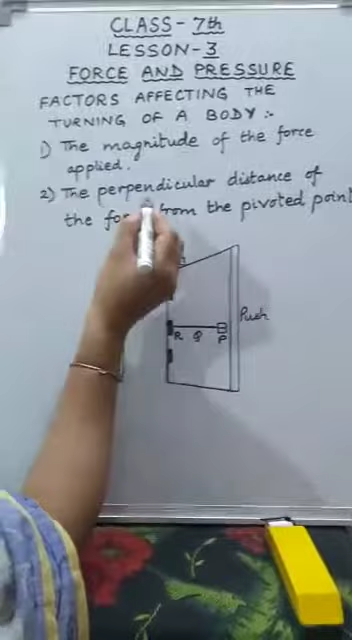 CLASS- 7th
LESSON-3
FORCE AND PRESSURE
FACTORS AFFECTING THE
TURNING OF A BODY:-
1) The magnitude of the force
applied.
2) The perpendicular distance of
the from the pivoted point
Push
R Q P